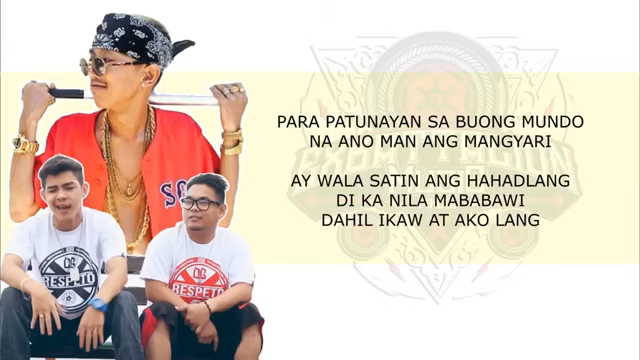 PARA PATUNAYAN SA BUONG MUNDO
NA ANO MAN ANG MANGYARI
AY WALA SATIN ANG HAHADLANG
DI KA NILA MABABAWI
DAHIL IKAW AT AKO LANG
RESPETO
RESPETO